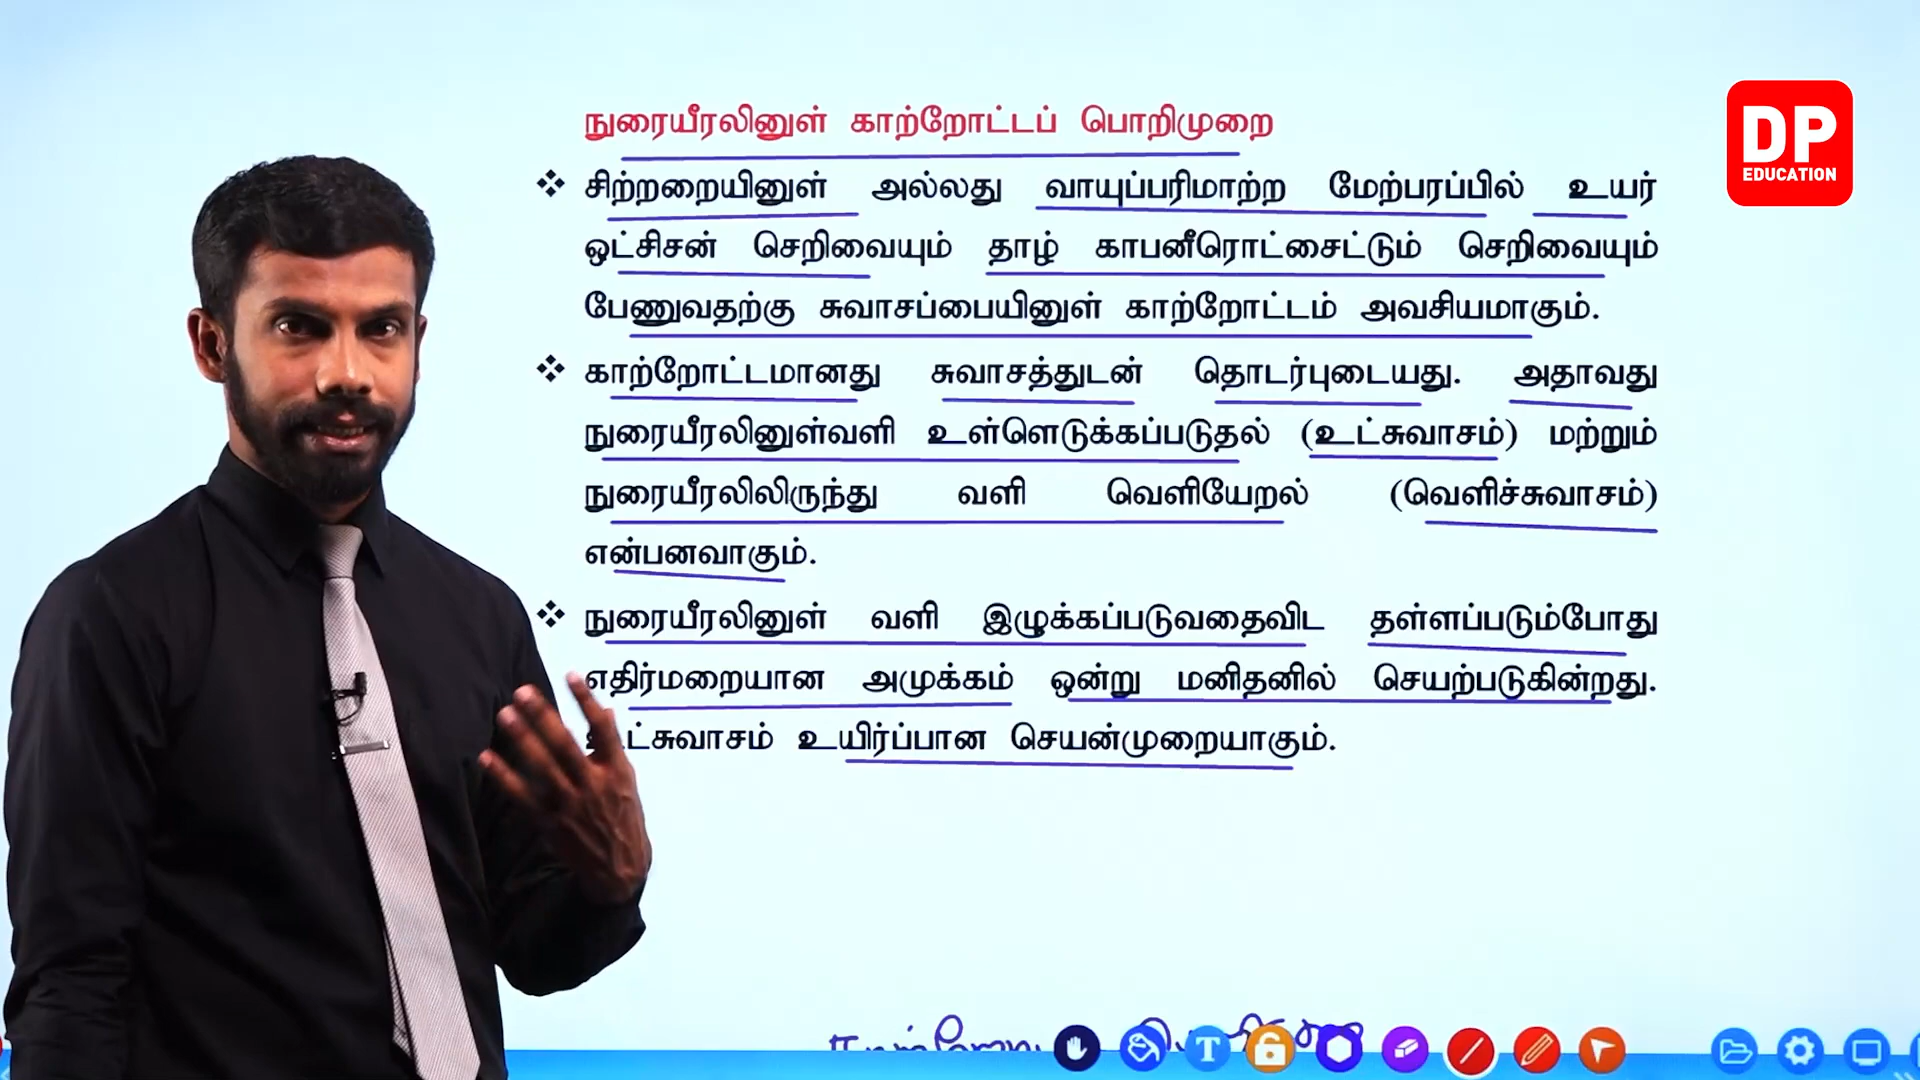 நுரையீரலினுள் காற்றோட்டப் பொறிமுறை
DP
EDUCATION
❖ சிற்றறையினுள் அல்லது வாயுப்பரிமாற்ற மேற்பரப்பில் உயர்
ஒட்சிசன் செறிவையும் தாழ் காபனீரொட்சைட்டும் செறிவையும்
பேணுவதற்கு சுவாசப்பையினுள் காற்றோட்டம் அவசியமாகும்.
❖ காற்றோட்டமானது சுவாசத்துடன் தொடர்புடையது. அதாவது
நுரையீரலினுள்வளி உள்ளெடுக்கப்படுதல் (உட்சுவாசம்) மற்றும்
நுரையீரலிலிருந்து வளி வெளியேறல் (வெளிச்சுவாசம்)
என்பனவாகும்.
❖ நுரையீரலினுள் வளி இழுக்கப்படுவதைவிட தள்ளப்படும்போது
எதிர்மறையான அமுக்கம் ஒன்று மனிதனில் செயற்படுகின்றது.
உட்சுவாசம் உயிர்ப்பான செயன்முறையாகும்.
T